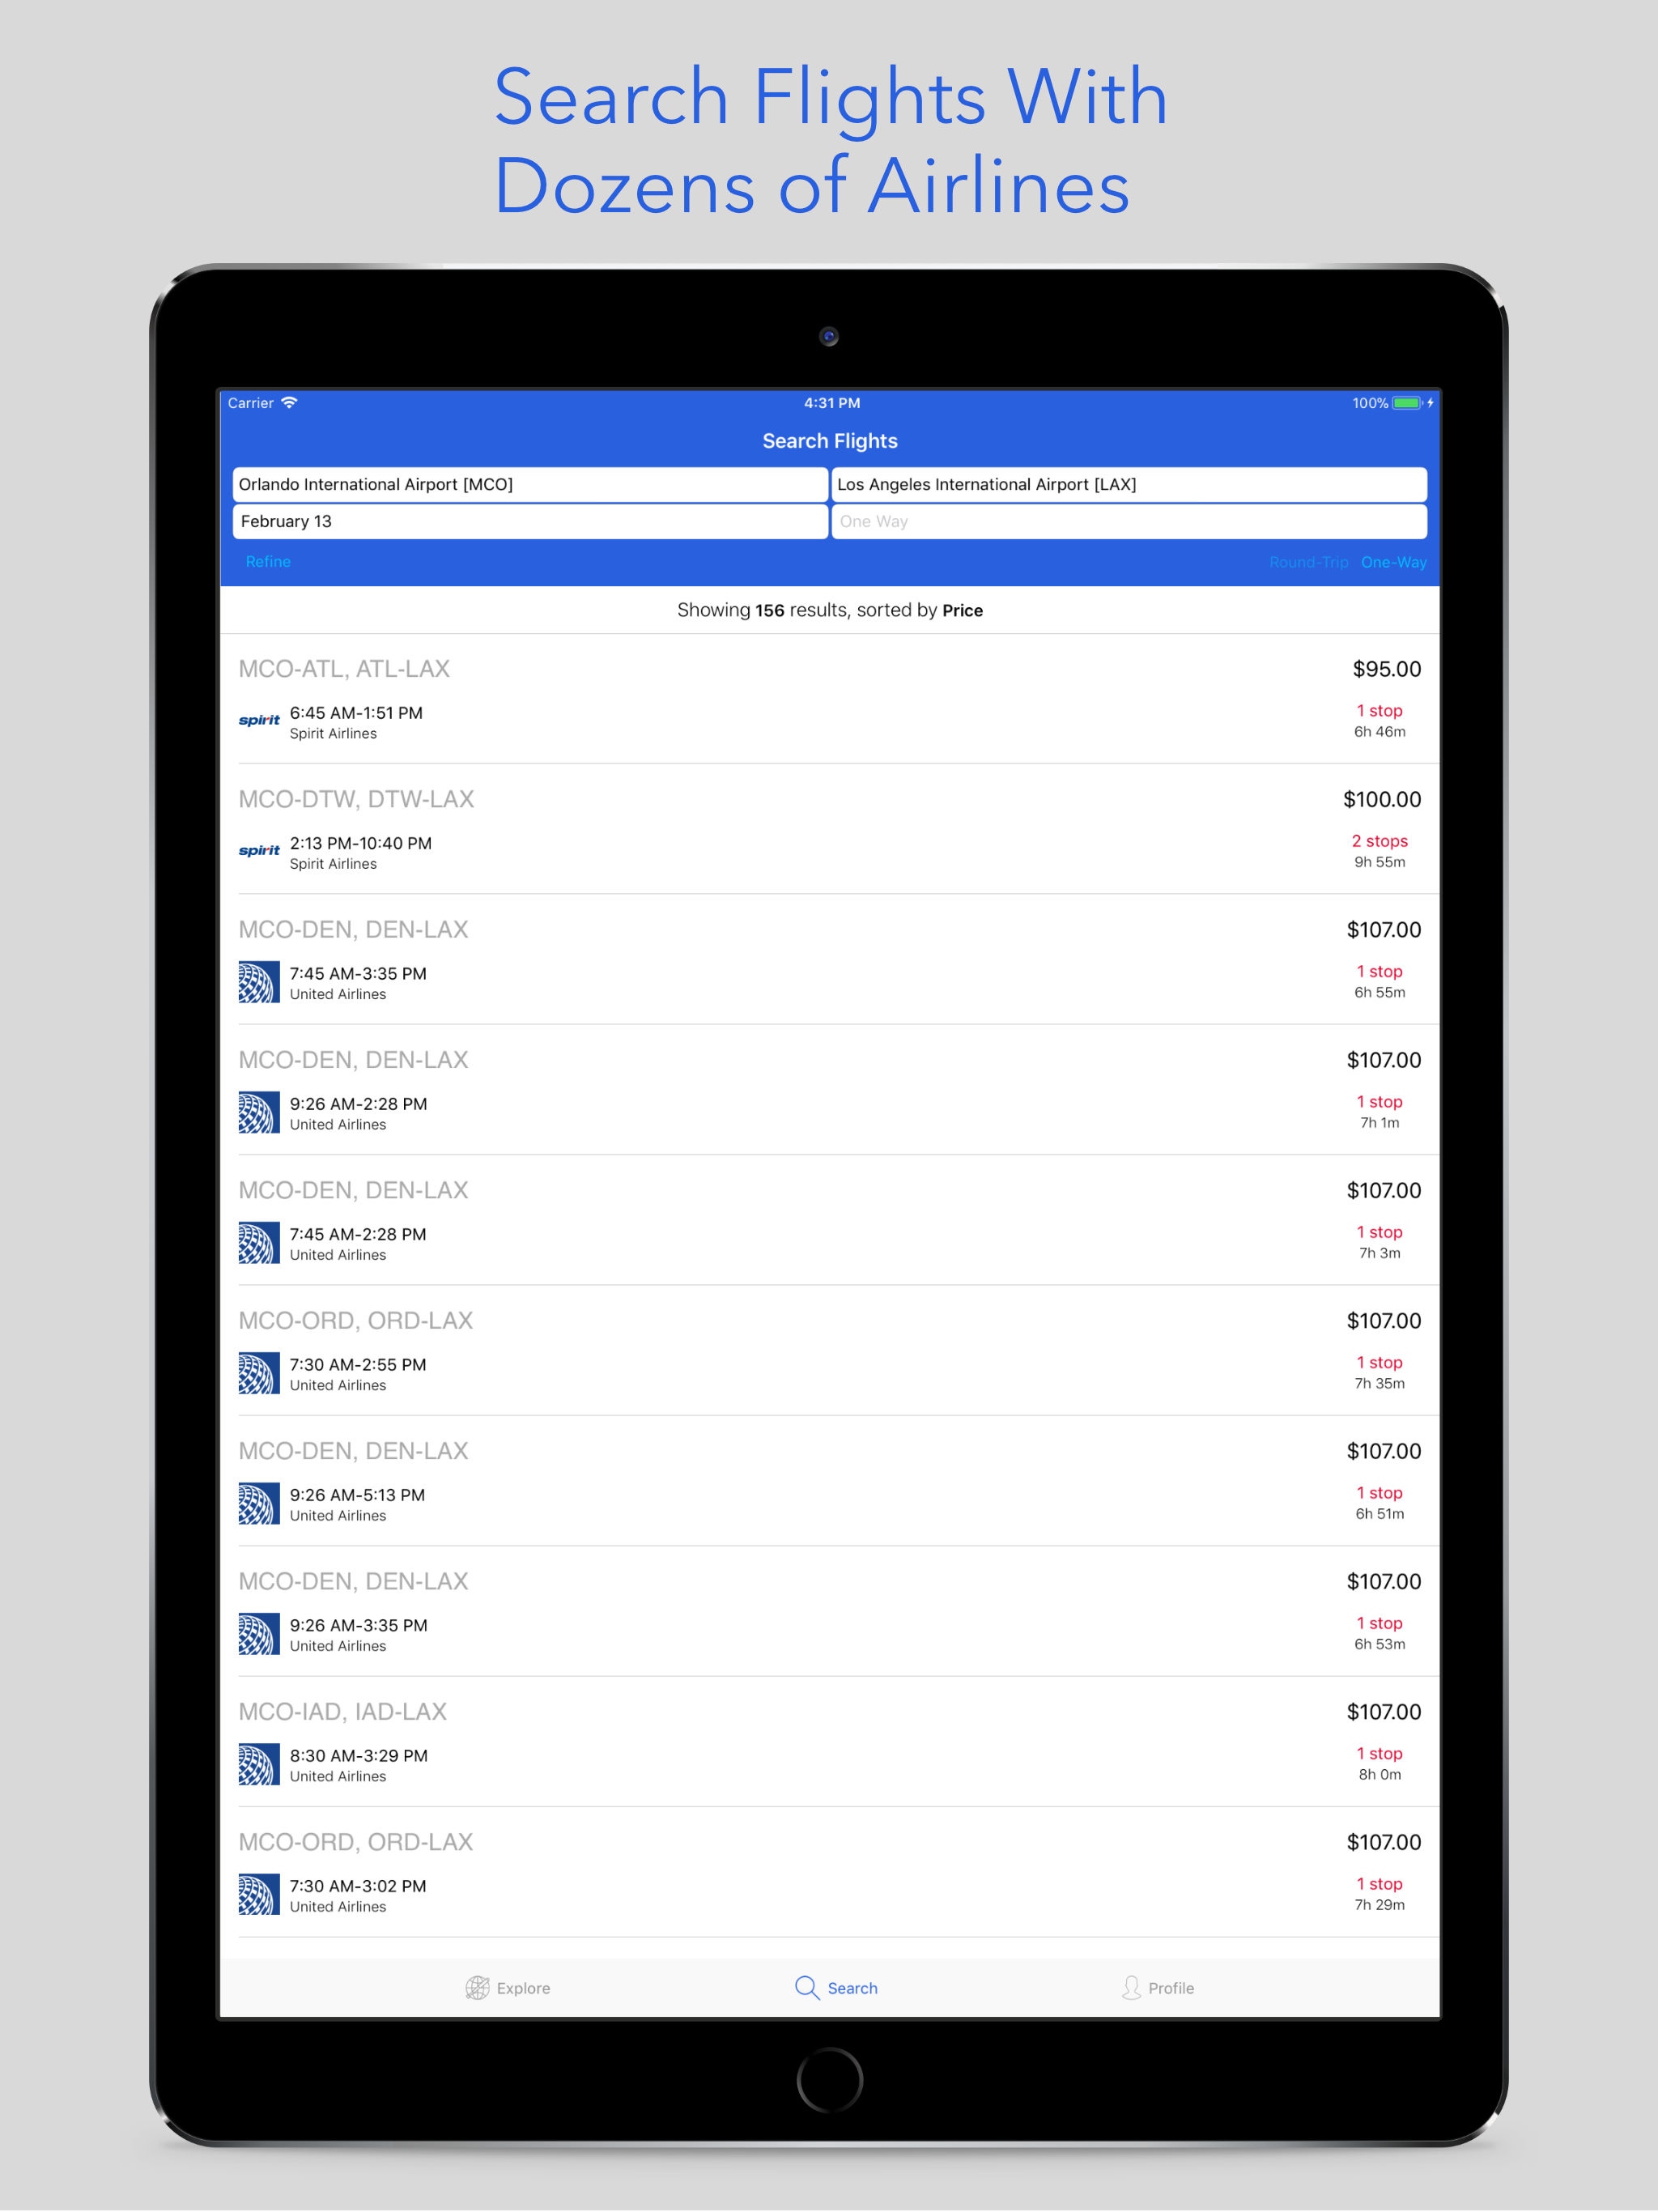 Search Flights With
Dozens of Airlines
Carrier 4:31 PM 100%
Search Flights
Orlando International Airport [MCO] Los Angeles International Airport [LAX]
February 13 One Way
Refine Round-Trip One-Way
Showing 156 results, sorted by Price
MCO-ATL, ATL-LAX $95.00
spirit 6:45 AM-1:51 PM 1 stop
Spirit Airlines 6h 46m
MCO-DTW, DTW-LAX $100.00
spirit 2:13 PM-10:40 PM 2 stops
Spirit Airlines 9h 55m
MCO-DEN, DEN-LAX $107.00
7:45 AM-3:35 PM 1 stop
United Airlines 6h 55m
MCO-DEN, DEN-LAX $107.00
9:26 AM-2:28 PM 1 stop
United Airlines 7h 1m
MCO-DEN, DEN-LAX $107.00
7:45 AM-2:28 PM 1 stop
United Airlines 7h 3m
MCO-ORD, ORD-LAX $107.00
7:30 AM-2:55 PM 1 stop
United Airlines 7h 35m
MCO-DEN, DEN-LAX $107.00
9:26 AM-5:13 PM 1 stop
United Airlines 6h 51m
MCO-DEN, DEN-LAX $107.00
9:26 AM-3:35 PM 1 stop
United Airlines 6h 53m
MCO-IAD, IAD-LAX $107.00
8:30 AM-3:29 PM 1 stop
United Airlines 8h 0m
MCO-ORD, ORD-LAX $107.00
7:30 AM-3:02 PM 1 stop
United Airlines 7h 29m
Explore Search Profile